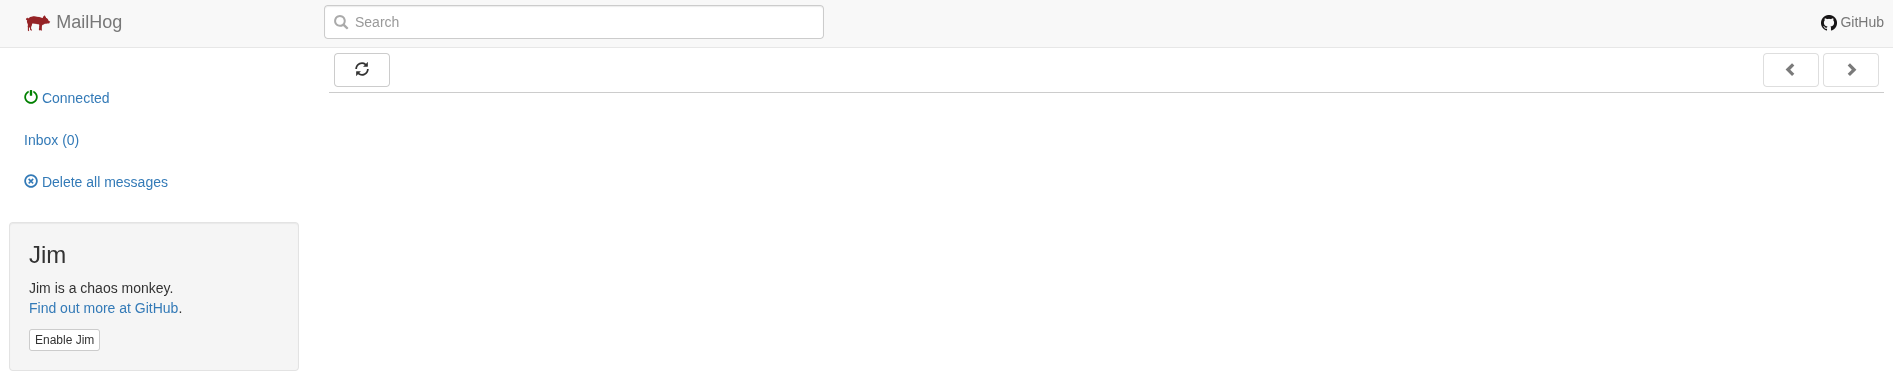 MailHog
Search
GitHub
Connected
Inbox (0)
Delete all messages
Jim
Jim is a chaos monkey.
Find out more at GitHub.
Enable Jim